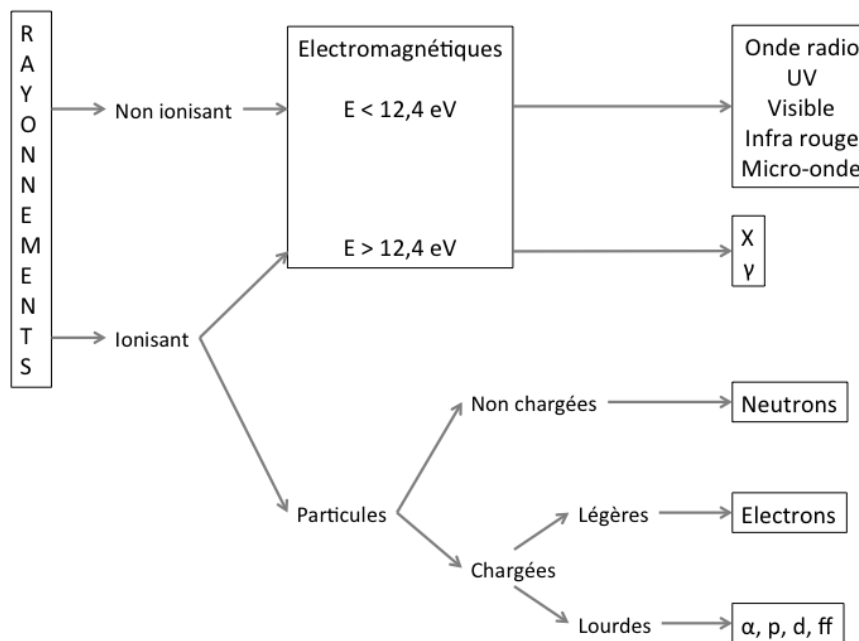 RAYONNEMENTS
Non ionisant
Ionisant
Electromagnétiques
E < 12,4 eV
E > 12,4 eV
Onde radio
UV
Visible
Infra rouge
Micro-onde
X
γ
Particules
Non chargées
Neutrons
Chargées
Légères
Electrons
Lourdes
α, p, d, ff